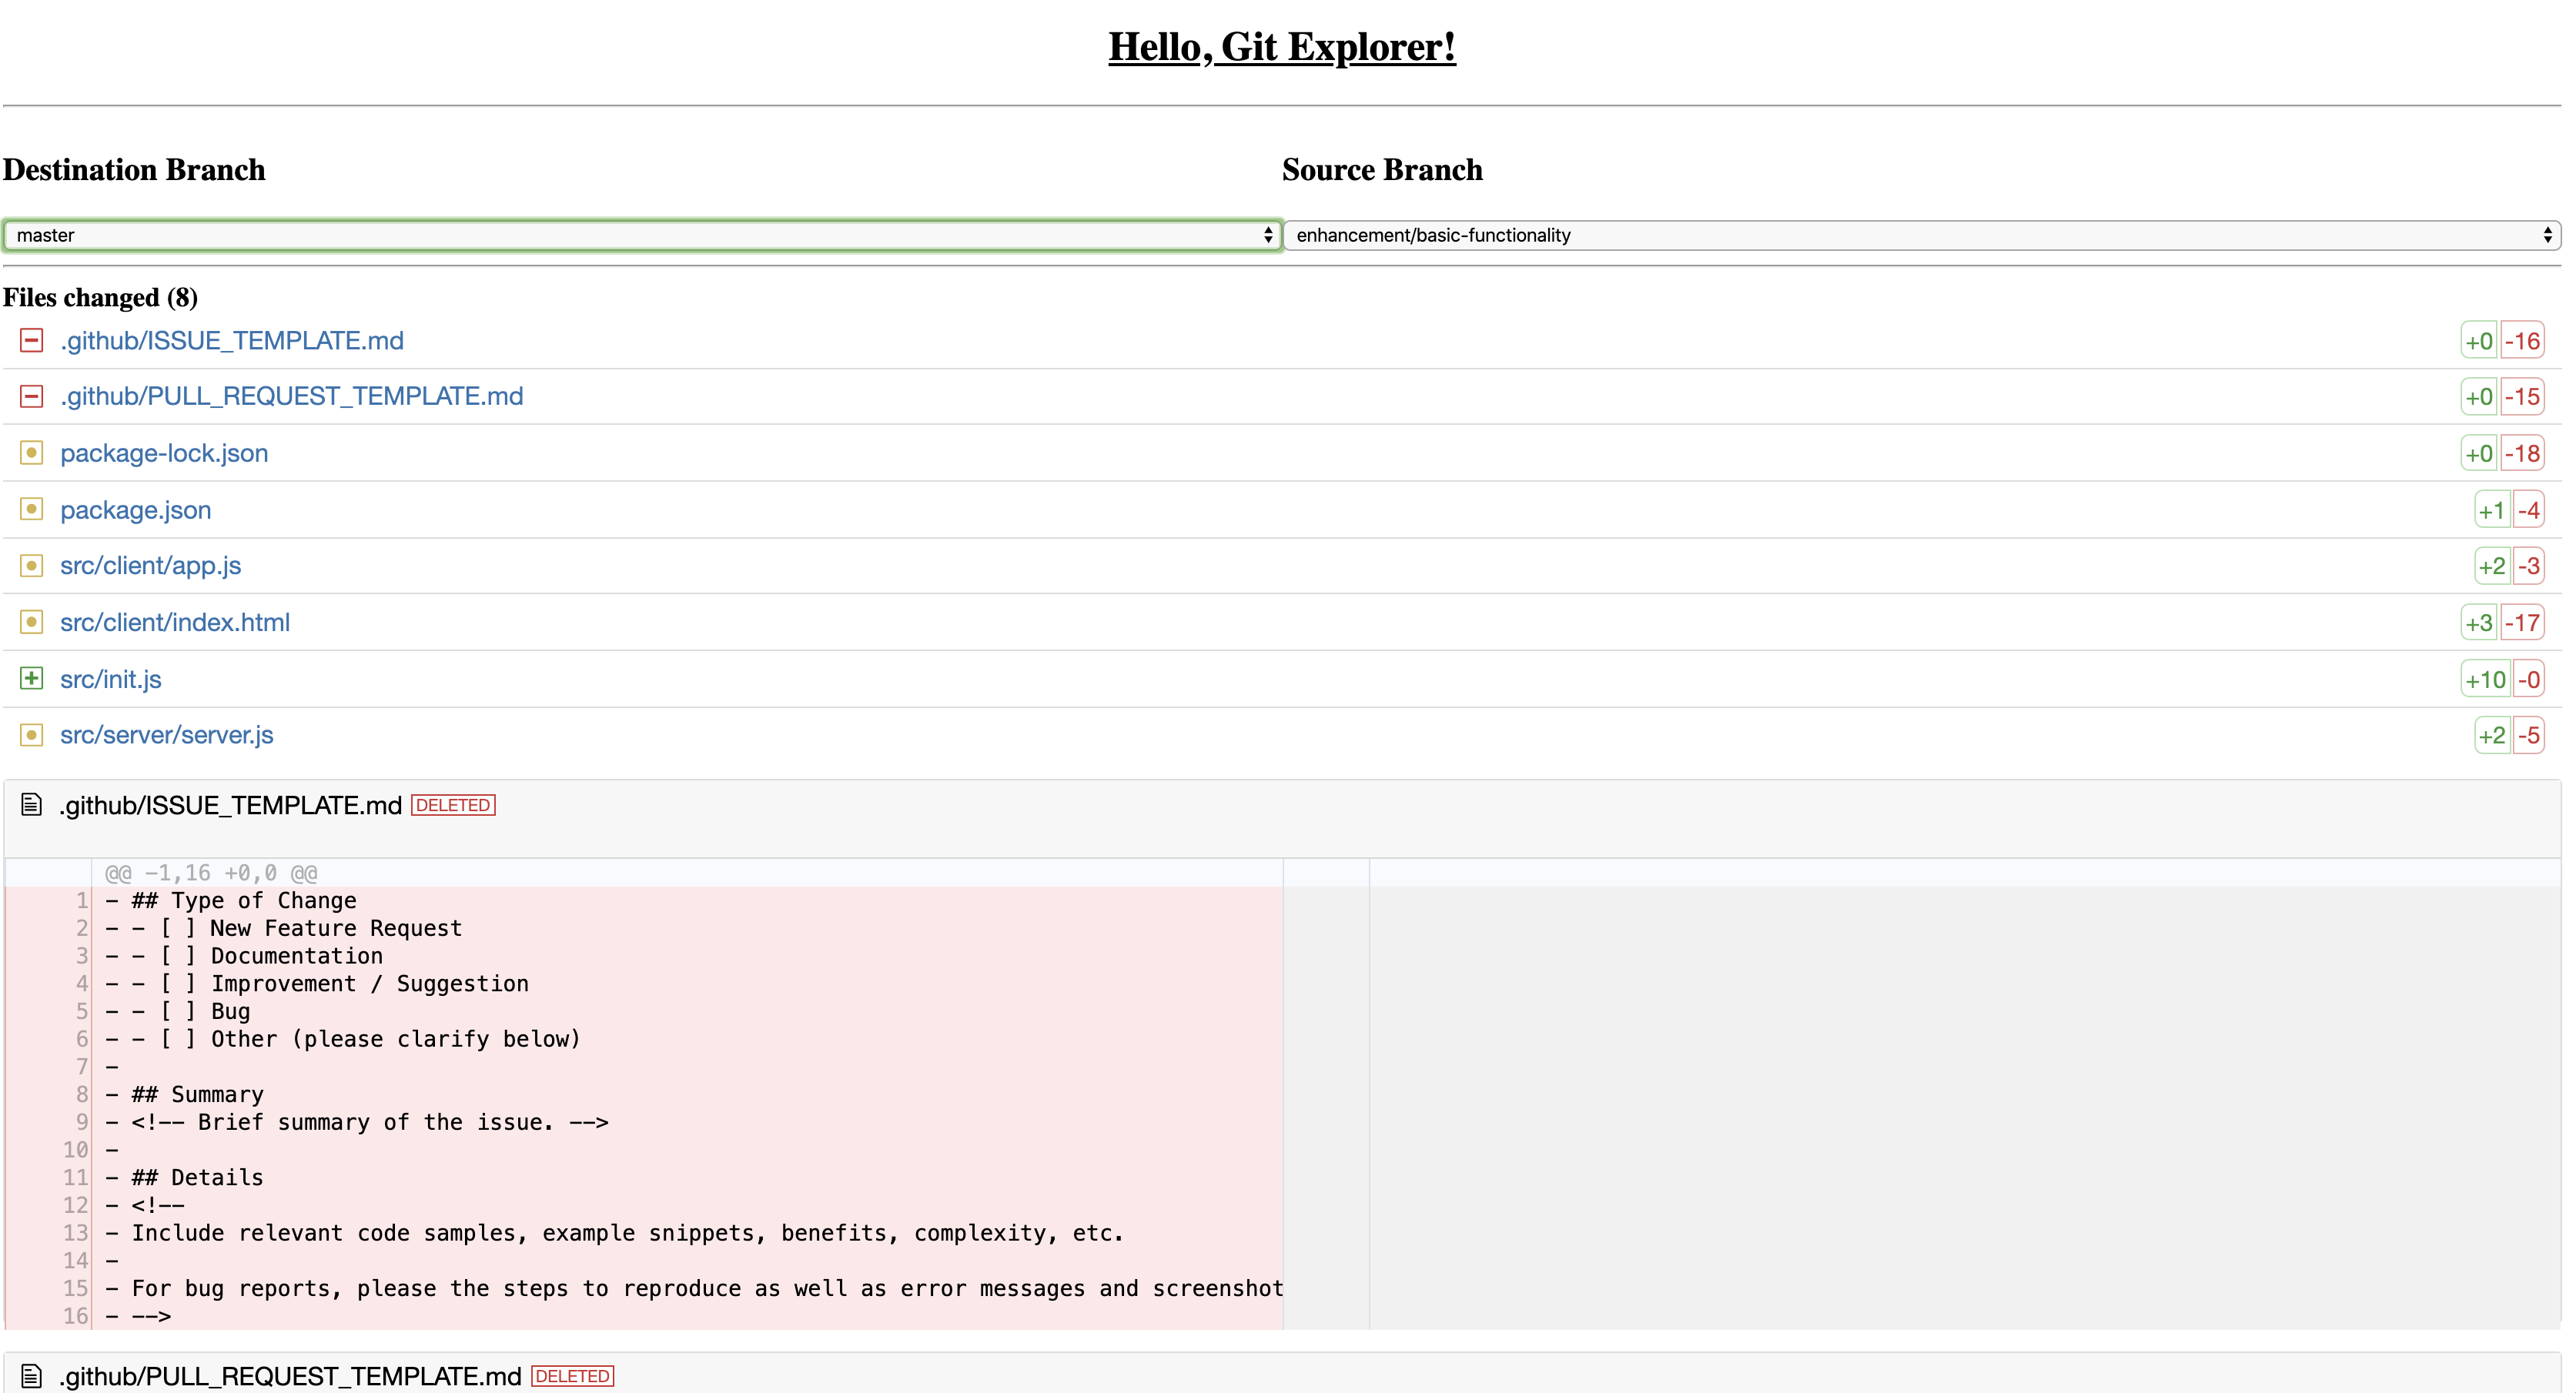 Hello, Git Explorer!
Destination Branch Source Branch
master enhancement/basic-functionality
Files changed (8)
.github/ISSUE_TEMPLATE.md +0 -16
.github/PULL_REQUEST_TEMPLATE.md +0 -15
package-lock.json +0 -18
package.json +1 -4
src/client/app.js +2 -3
src/client/index.html +3 -17
src/init.js +10 -0
src/server/server.js +2 -5
.github/ISSUE_TEMPLATE.md DELETED
@@ -1,16 +0,0 @@
1 - ## Type of Change
2 - - [ ] New Feature Request
3 - - [ ] Documentation
4 - - [ ] Improvement / Suggestion
5 - - [ ] Bug
6 - - [ ] Other (please clarify below)
7 -
8 - ## Summary
9 - <!-- Brief summary of the issue. -->
10 -
11 - ## Details
12 - <!--
13 - Include relevant code samples, example snippets, benefits, complexity, etc.
14 -
15 - For bug reports, please the steps to reproduce as well as error messages and screenshot
16 - -->
.github/PULL_REQUEST_TEMPLATE.md DELETED